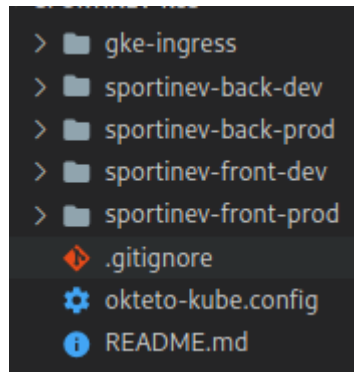 gke-ingress
sportinev-back-dev
sportinev-back-prod
sportinev-front-dev
sportinev-front-prod
.gitignore
okteto-kube.config
README.md